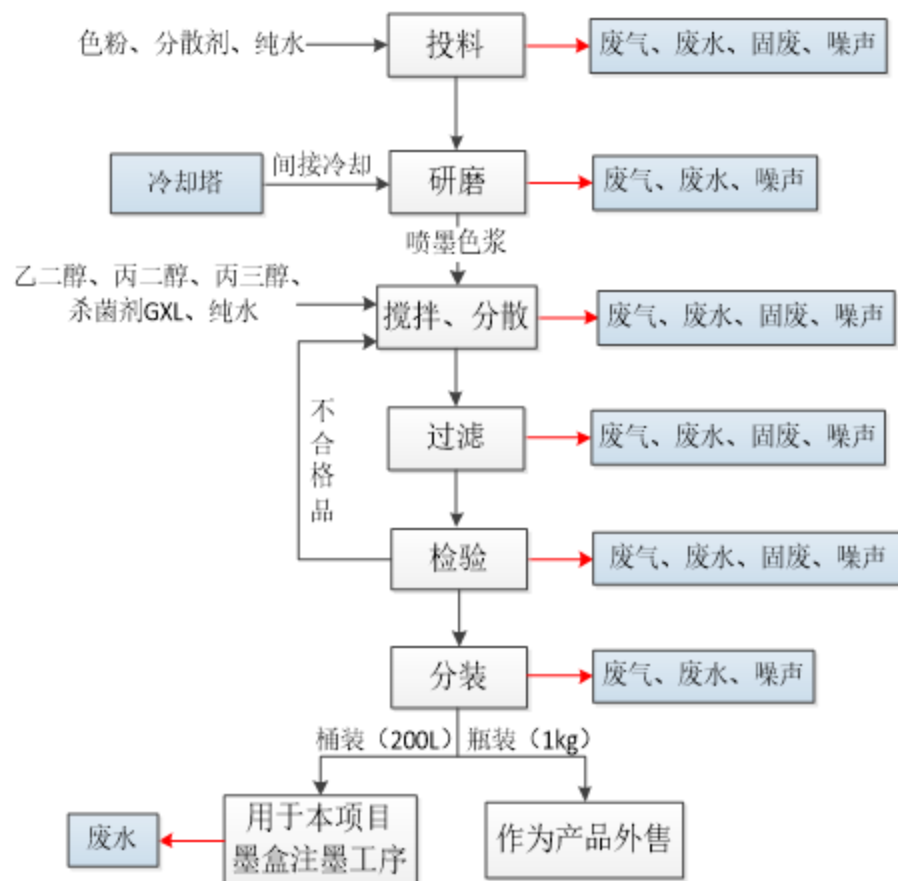 色粉、分散剂、纯水
投料
废气、废水、固废、噪声
冷却塔
间接冷却
研磨
废气、废水、噪声
喷墨色浆
乙二醇、丙二醇、丙三醇、
杀菌剂GXL、纯水
搅拌、分散
废气、废水、固废、噪声
不合格品
过滤
废气、废水、固废、噪声
检验
废气、废水、固废、噪声
分装
废气、废水、噪声
桶装（200L）
瓶装（1kg）
废水
用于本项目
墨盒注墨工序
作为产品外售